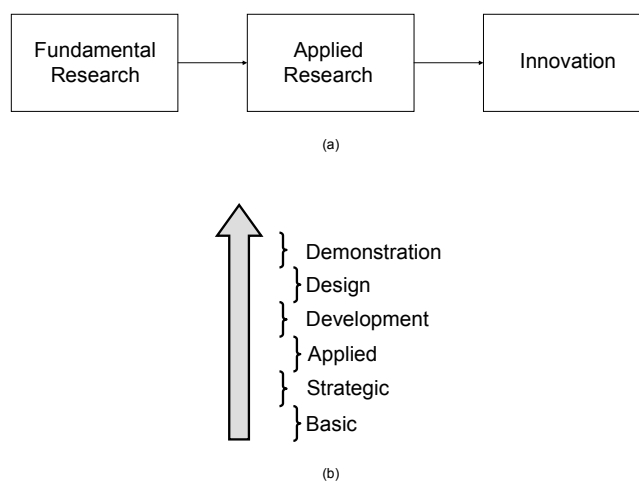 Fundamental
Research
Applied
Research
Innovation
(a)
Demonstration
Design
Development
Applied
Strategic
Basic
(b)